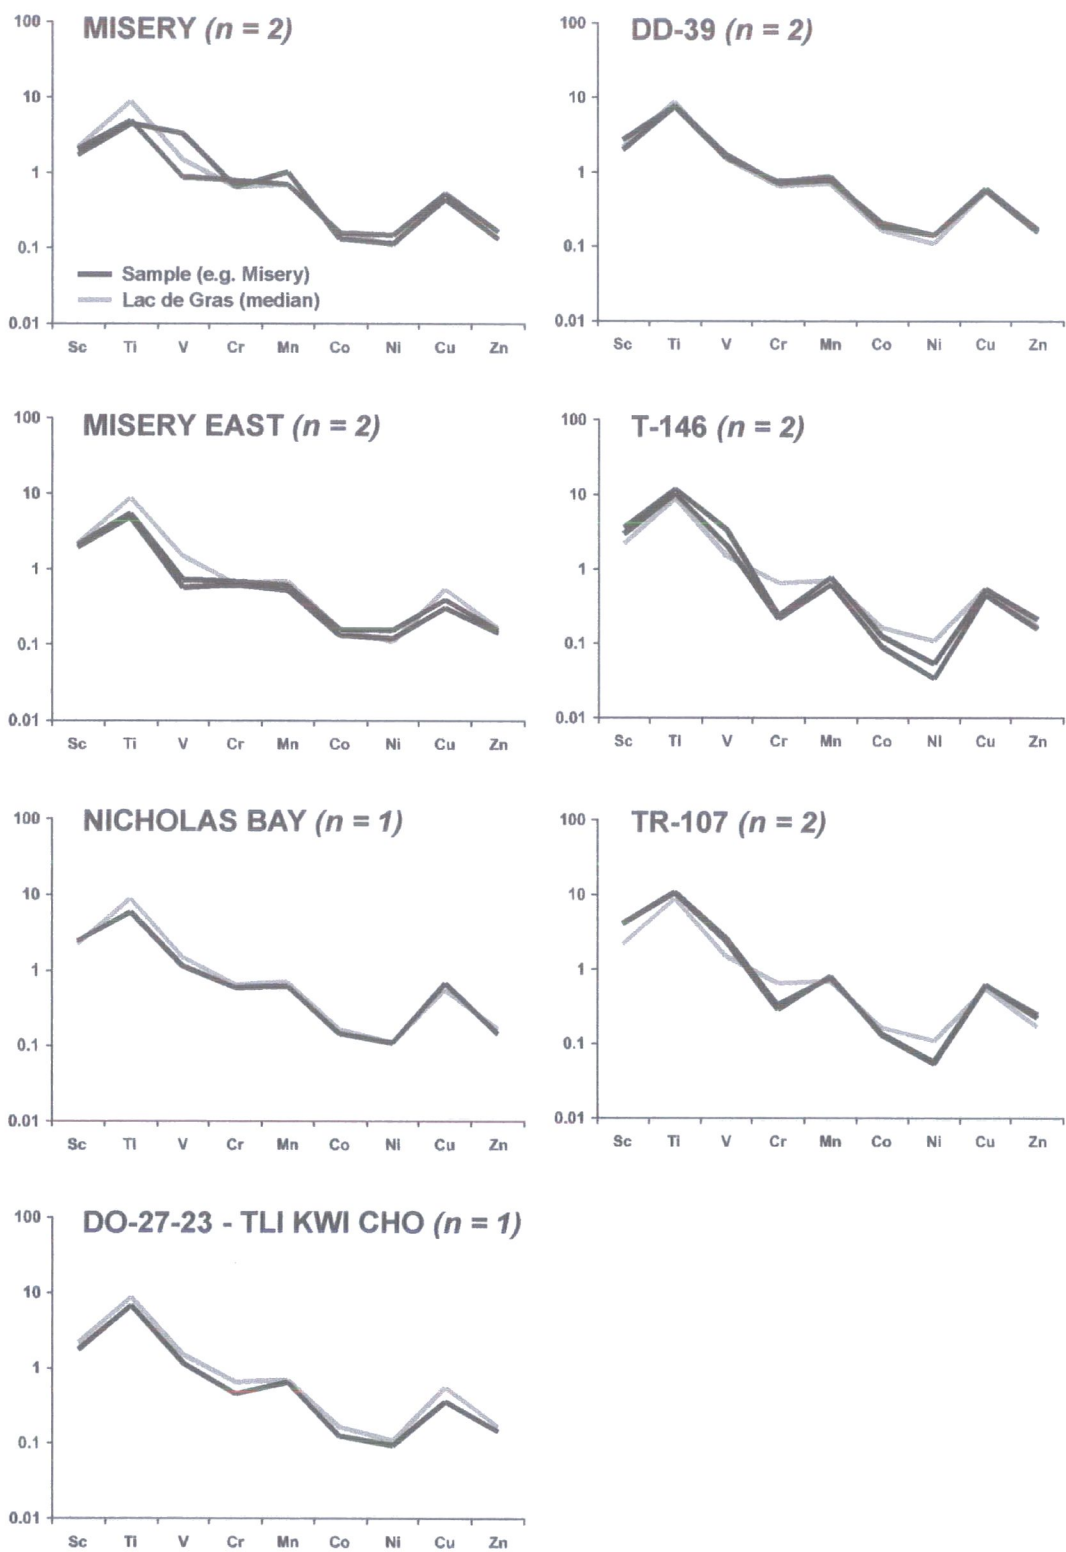 MISERY (n = 2)
100
10
1
0.1
0.01
Sample (e.g. Misery)
Lac de Gras (median)
Sc Ti V Cr Mn Co Ni Cu Zn
DD-39 (n = 2)
100
10
1
0.1
0.01
Sc Ti V Cr Mn Co Ni Cu Zn
MISERY EAST (n = 2)
100
10
1
0.1
0.01
Sc Ti V Cr Mn Co Ni Cu Zn
T-146 (n = 2)
100
10
1
0.1
0.01
Sc Ti V Cr Mn Co Ni Cu Zn
NICHOLAS BAY (n = 1)
100
10
1
0.1
0.01
Sc Ti V Cr Mn Co Ni Cu Zn
TR-107 (n = 2)
100
10
1
0.1
0.01
Sc Ti V Cr Mn Co Ni Cu Zn
DO-27-23 - TLI KWI CHO (n = 1)
100
10
1
0.1
0.01
Sc Ti V Cr Mn Co Ni Cu Zn